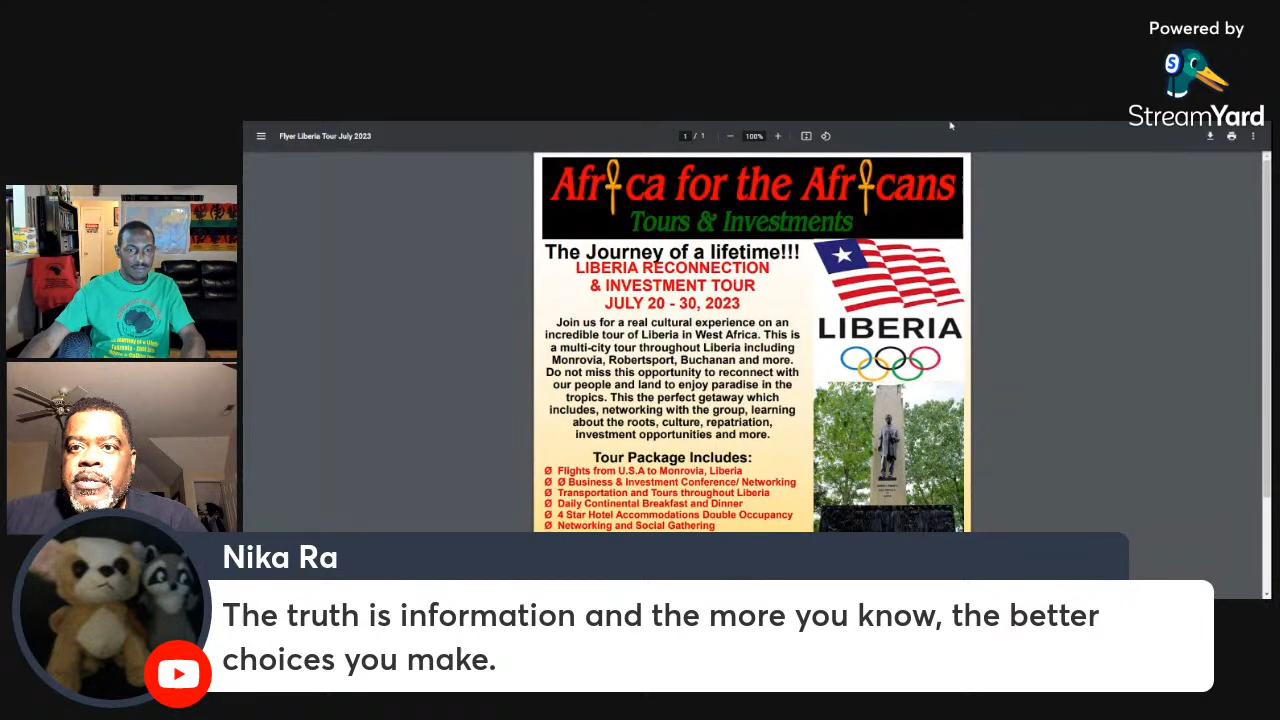 Powered by
StreamYard
Flyer Liberia Tour July 2023
1 / 1
100%
Africa for the Africans
Tours & Investments
The Journey of a lifetime!!!
LIBERIA RECONNECTION
& INVESTMENT TOUR
JULY 20 - 30, 2023
Join us for a real cultural experience on an
incredible tour of Liberia in West Africa. This is
a multi-city tour throughout Liberia including
Monrovia, Robertsport, Buchanan and more.
Do not miss this opportunity to reconnect with
our people and land to enjoy paradise in the
tropics. This the perfect getaway which
includes, networking with the group, learning
about the roots, culture, repatriation,
investment opportunities and more.
Tour Package Includes:
Ø Flights from U.S.A to Monrovia, Liberia
Ø Ø Business & Investment Conference/ Networking
Ø Transportation and Tours throughout Liberia
Ø Daily Continental Breakfast and Dinner
Ø 4 Star Hotel Accommodations Double Occupancy
Ø Networking and Social Gathering
LIBERIA
Nika Ra
The truth is information and the more you know, the better
choices you make.